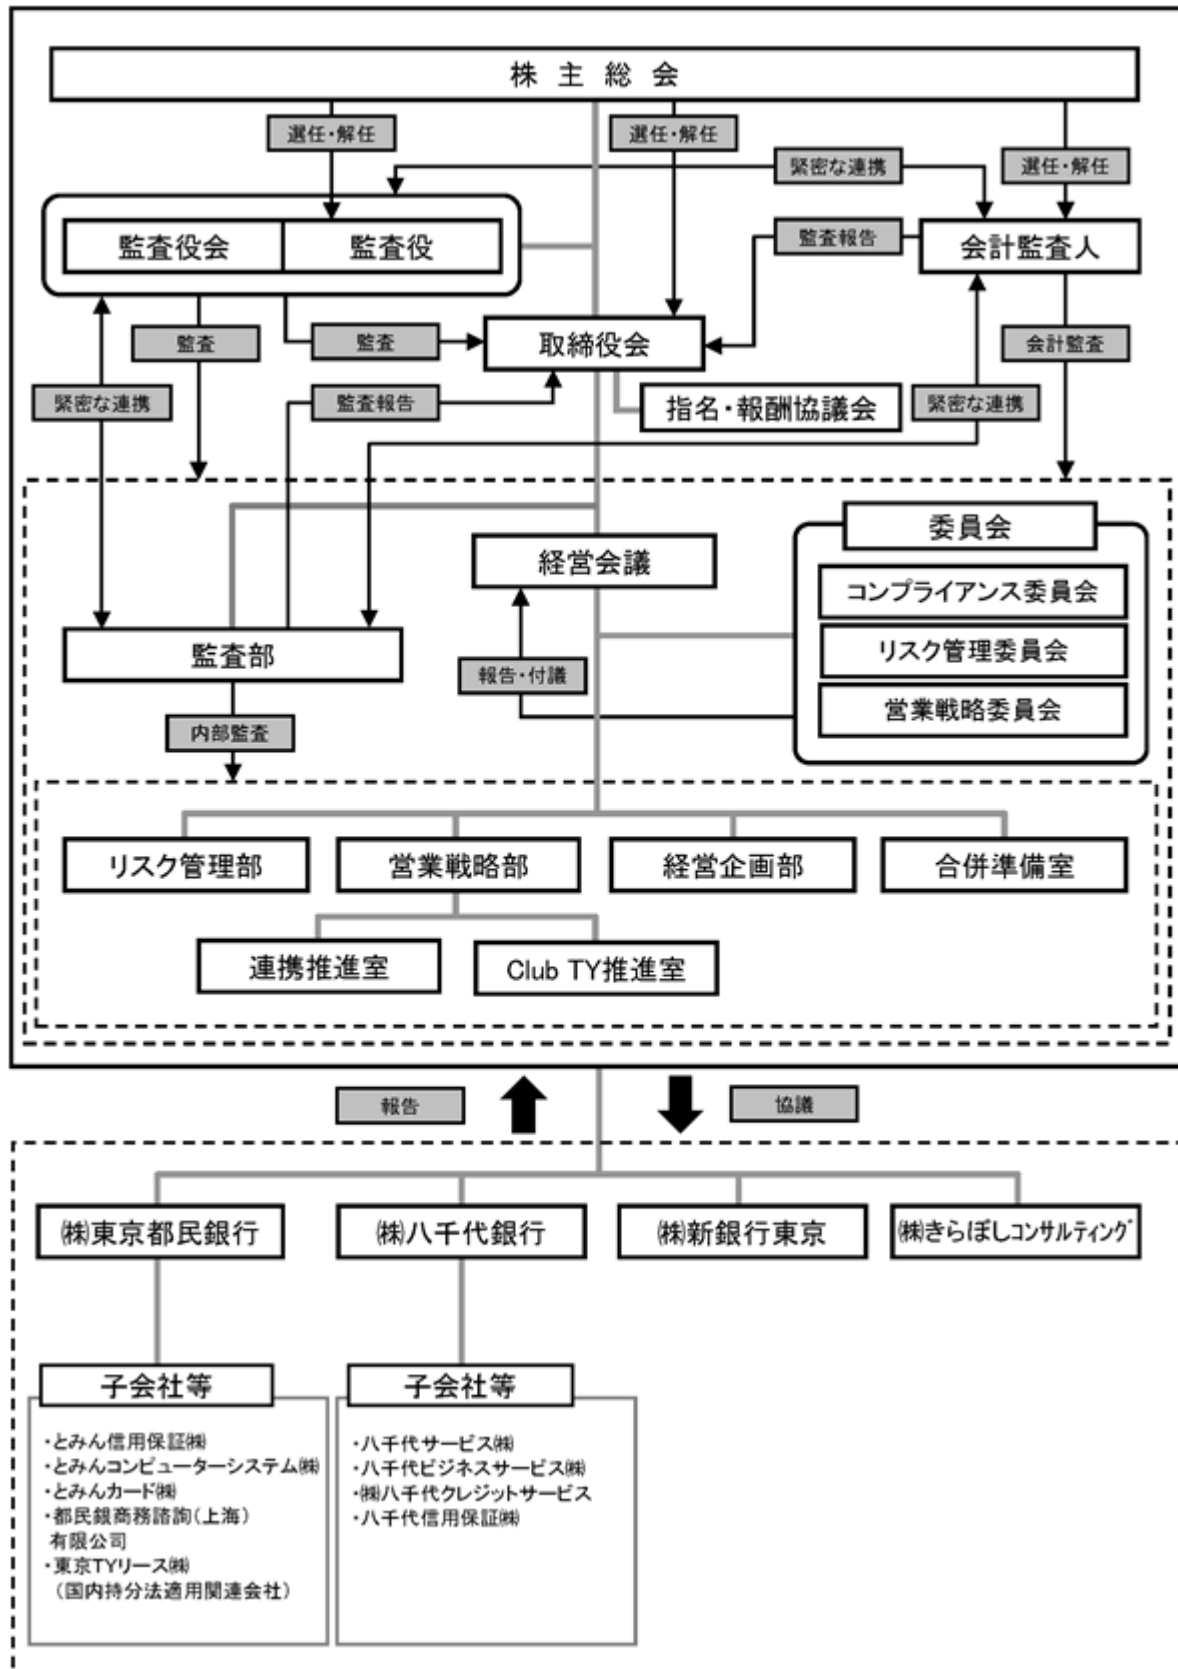 株主総会
選任・解任
選任・解任
緊密な連携
選任・解任
監査役会
監査役
監査報告
会計監査人
監査
監査
取締役会
会計監査
緊密な連携
監査報告
指名・報酬協議会
緊密な連携
委員会
経営会議
コンプライアンス委員会
監査部
リスク管理委員会
報告・付議
営業戦略委員会
内部監査
リスク管理部
営業戦略部
経営企画部
合併準備室
連携推進室
Club TY推進室
報告
協議
㈱東京都民銀行
㈱八千代銀行
㈱新銀行東京
㈱きらぼしコンサルティング
子会社等
・とみん信用保証㈱
・とみんコンピューターシステム㈱
・とみんカード㈱
・都民銀商務諮詢(上海)
有限公司
・東京TYリース㈱
(国内持分法適用関連会社)
子会社等
・八千代サービス㈱
・八千代ビジネスサービス㈱
・㈱八千代クレジットサービス
・八千代信用保証㈱